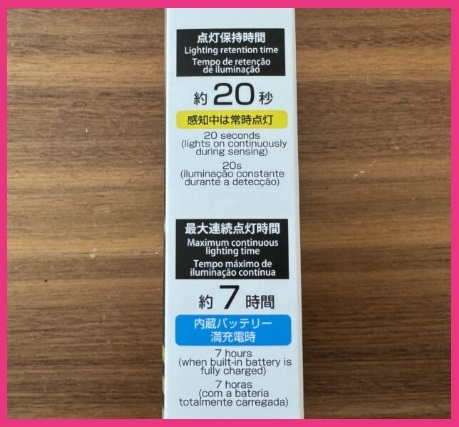 点灯保持時間
Lighting retention time
Tempo de retenção
de iluminação
約20秒
感知中は常時点灯
20 seconds
(lights on continuously
during sensing)
20s
(iluminação constante
durante a detecção)
最大連続点灯時間
Maximum continuous
lighting time
Tempo máximo de
iluminación contínua
約7時間
内蔵バッテリー
満充電時
7 hours
(when built-in battery is
fully charged)
7 horas
(com a bateria
totalmente carregada)